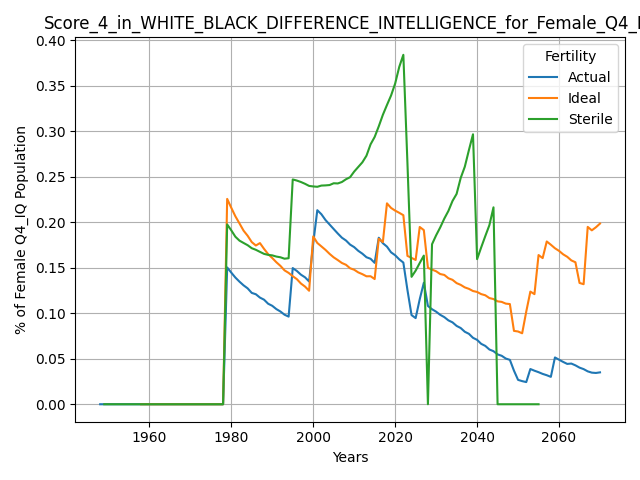 Score_4_in_WHITE_BLACK_DIFFERENCE_INTELLIGENCE_for_Female_Q4_I
0.40
0.35
0.30
0.25
0.20
0.15
0.10
0.05
0.00
% of Female Q4_IQ Population
Fertility
Actual
Ideal
Sterile
1960
1980
2000
2020
2040
2060
Years